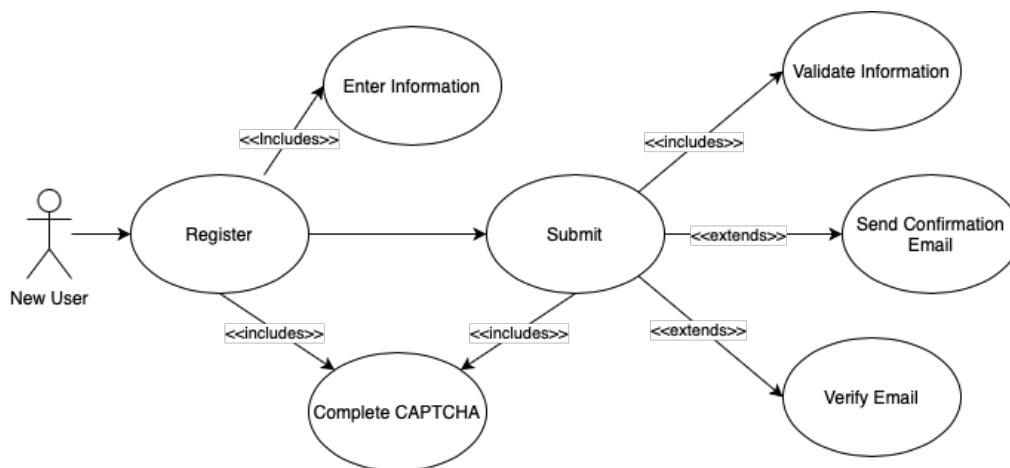 Enter Information
Validate Information
<<Includes>>
<<includes>>
Register
Submit
<<extends>>
Send Confirmation
Email
New User
<<includes>>
<<includes>>
<<extends>>
Complete CAPTCHA
Verify Email